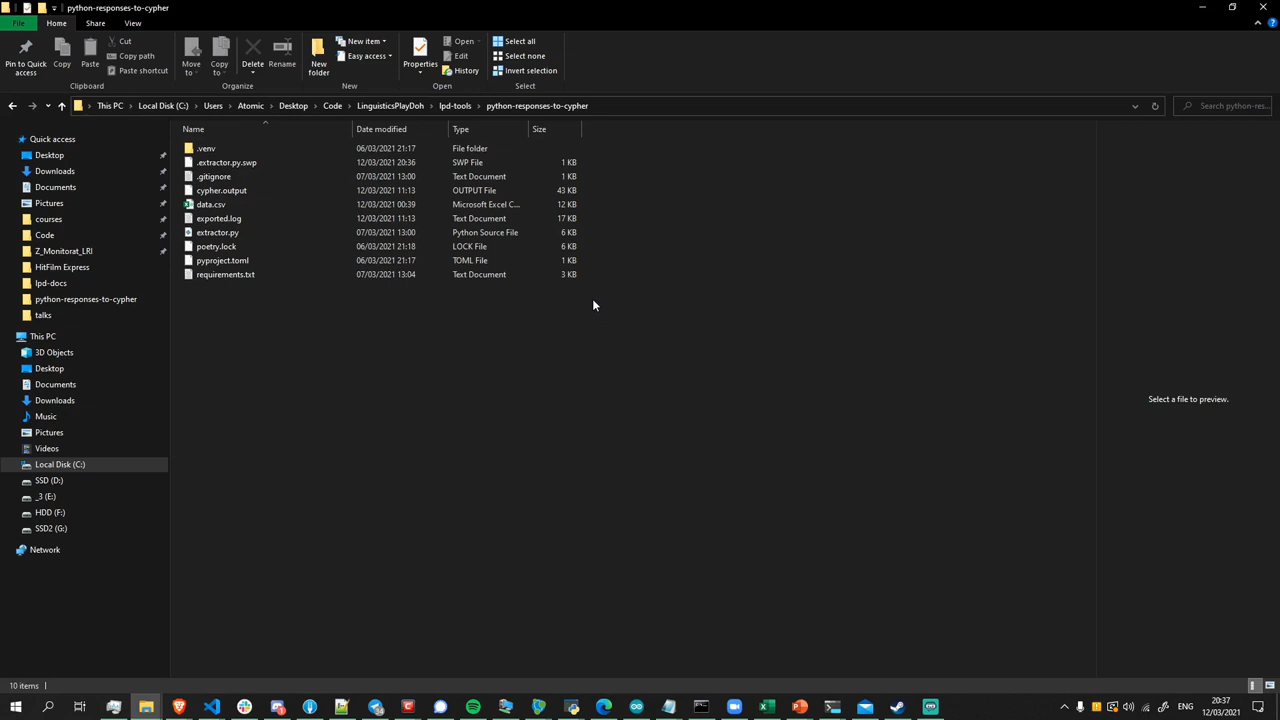 python-responses-to-cypher
File Home Share View
Pin to Quick access
Copy
Paste
Cut
Copy path
Paste shortcut
Clipboard
Move to
Copy to
Delete
Rename
Organize
New folder
New item
Easy access
New
Properties
Open
Edit
History
Open
Select all
Select none
Invert selection
Select
This PC Local Disk (C:) Users Atomic Desktop Code LinguisticsPlayDoh lpd-tools python-responses-to-cypher
Search python-res...
Name Date modified Type Size
.venv 06/03/2021 21:17 File folder
.extractor.py.swp 12/03/2021 20:36 SWP File 1 KB
.gitignore 07/03/2021 13:00 Text Document 1 KB
cypher.output 12/03/2021 11:13 OUTPUT File 43 KB
data.csv 12/03/2021 00:39 Microsoft Excel C... 12 KB
exported.log 12/03/2021 11:13 Text Document 17 KB
extractor.py 07/03/2021 13:00 Python Source File 6 KB
poetry.lock 06/03/2021 21:18 LOCK File 6 KB
pyproject.toml 06/03/2021 21:17 TOML File 1 KB
requirements.txt 07/03/2021 13:04 Text Document 3 KB
Quick access
Desktop
Downloads
Documents
Pictures
courses
Code
Z_Monitorat_LRI
HitFilm Express
lpd-docs
python-responses-to-cypher
talks
This PC
3D Objects
Desktop
Documents
Downloads
Music
Pictures
Videos
Local Disk (C:)
SSD (D:)
_3 (E:)
HDD (F:)
SSD2 (G:)
Network
Select a file to preview.
10 items
ENG
20:37
12/03/2021